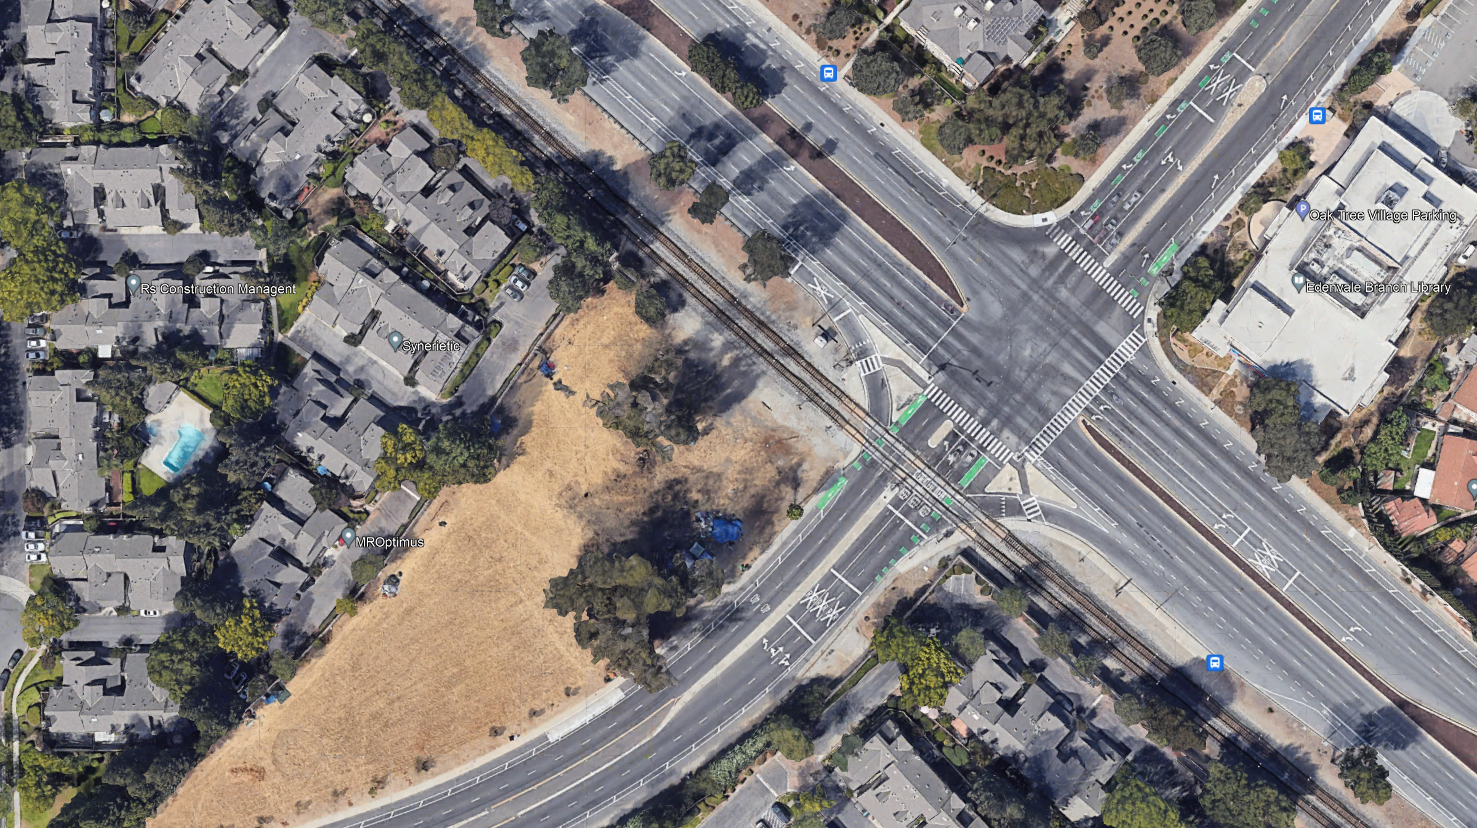 Oak Tree Village Parking
Rs Construction Managent
Edenvale Branch Library
Synerietic
MROptimus